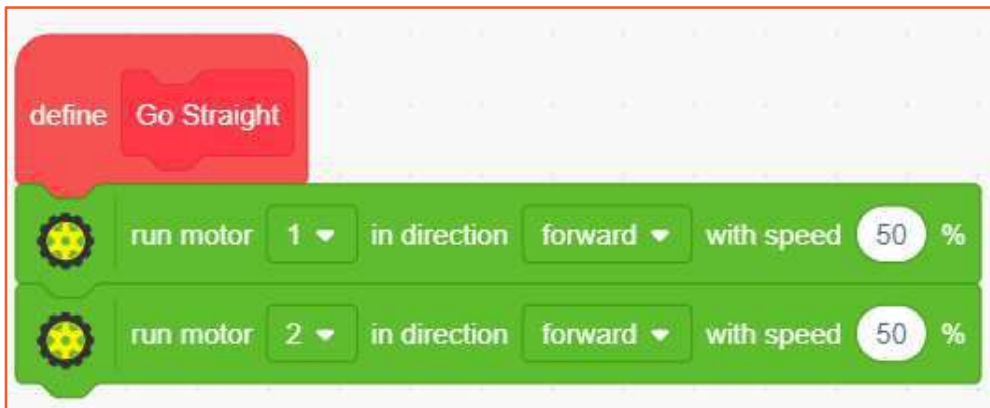 define Go Straight
run motor 1 in direction forward with speed 50 %
run motor 2 in direction forward with speed 50 %